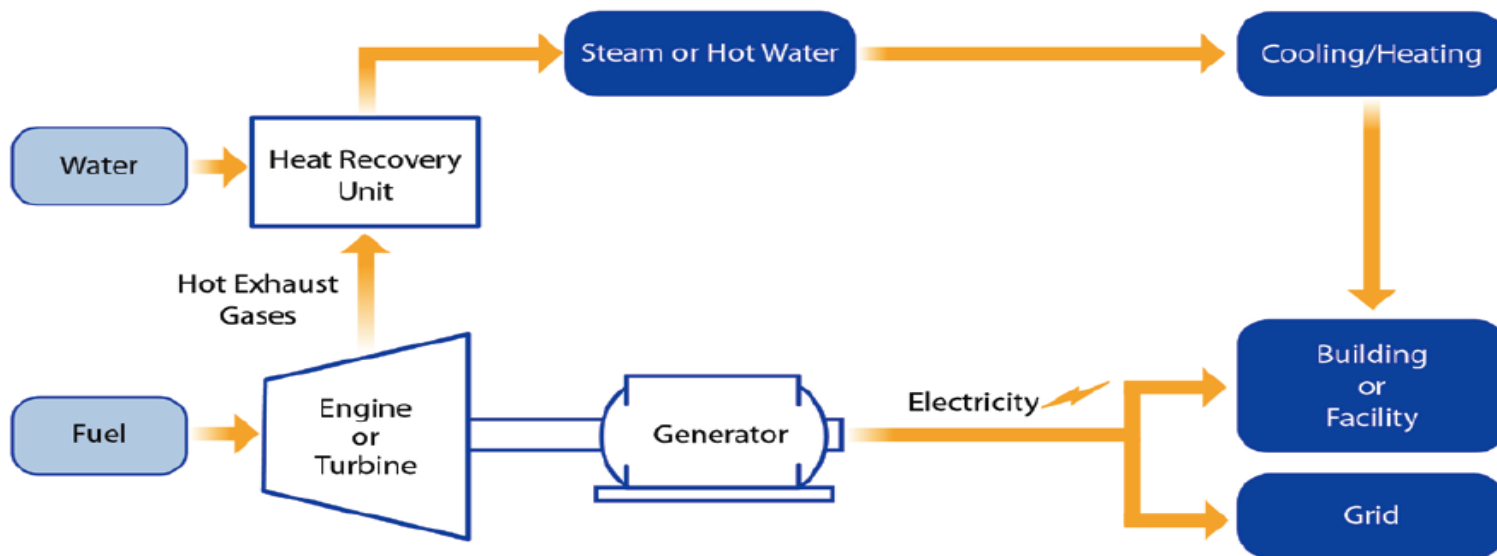 Steam or Hot Water
Cooling/Heating
Water
Heat Recovery
Unit
Hot Exhaust
Gases
Building
or
Facility
Fuel
Engine
or
Turbine
Generator
Electricity
Grid